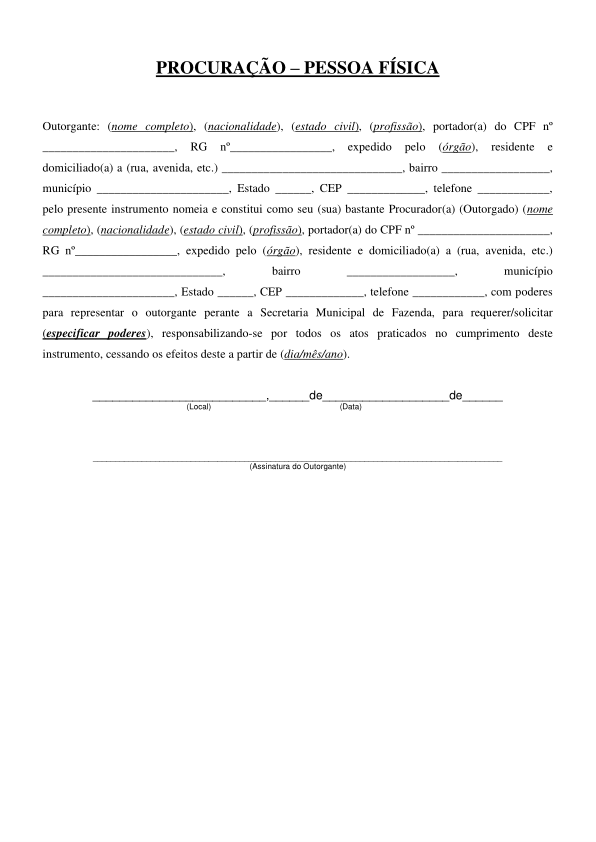 PROCURAÇÃO – PESSOA FÍSICA
Outorgante: (nome completo), (nacionalidade), (estado civil), (profissão), portador(a) do CPF nº
______________________, RG nº_________________, expedido pelo (órgão), residente e
domiciliado(a) a (rua, avenida, etc.) ______________________________, bairro __________________,
município ______________________, Estado ______, CEP _____________, telefone ____________,
pelo presente instrumento nomeia e constitui como seu (sua) bastante Procurador(a) (Outorgado) (nome
completo), (nacionalidade), (estado civil), (profissão), portador(a) do CPF nº ______________________,
RG nº_________________, expedido pelo (órgão), residente e domiciliado(a) a (rua, avenida, etc.)
______________________________, bairro __________________, município
______________________, Estado ______, CEP _____________, telefone ____________, com poderes
para representar o outorgante perante a Secretaria Municipal de Fazenda, para requerer/solicitar
(especificar poderes), responsabilizando-se por todos os atos praticados no cumprimento deste
instrumento, cessando os efeitos deste a partir de (dia/mês/ano).
__________________________,______de___________________de______
(Local) (Data)
_____________________________________________
(Assinatura do Outorgante)